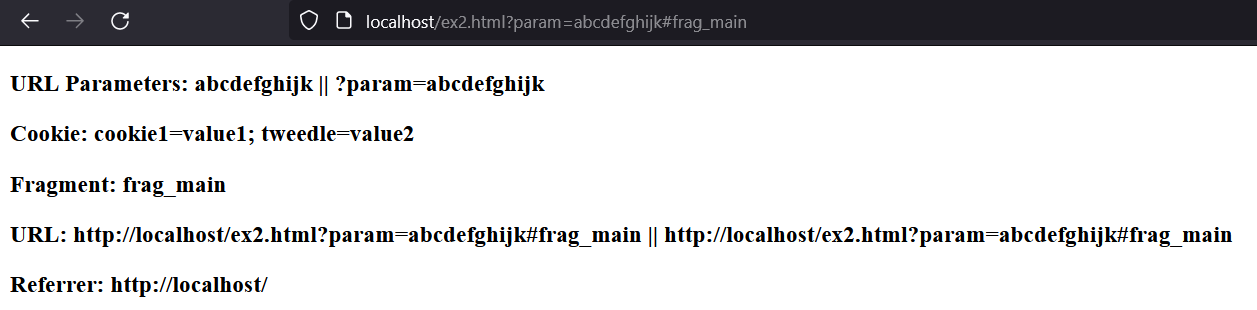 localhost/ex2.html?param=abcdefghijk#frag_main
URL Parameters: abcdefghijk || ?param=abcdefghijk
Cookie: cookie1=value1; tweedle=value2
Fragment: frag_main
URL: http://localhost/ex2.html?param=abcdefghijk#frag_main || http://localhost/ex2.html?param=abcdefghijk#frag_main
Referrer: http://localhost/